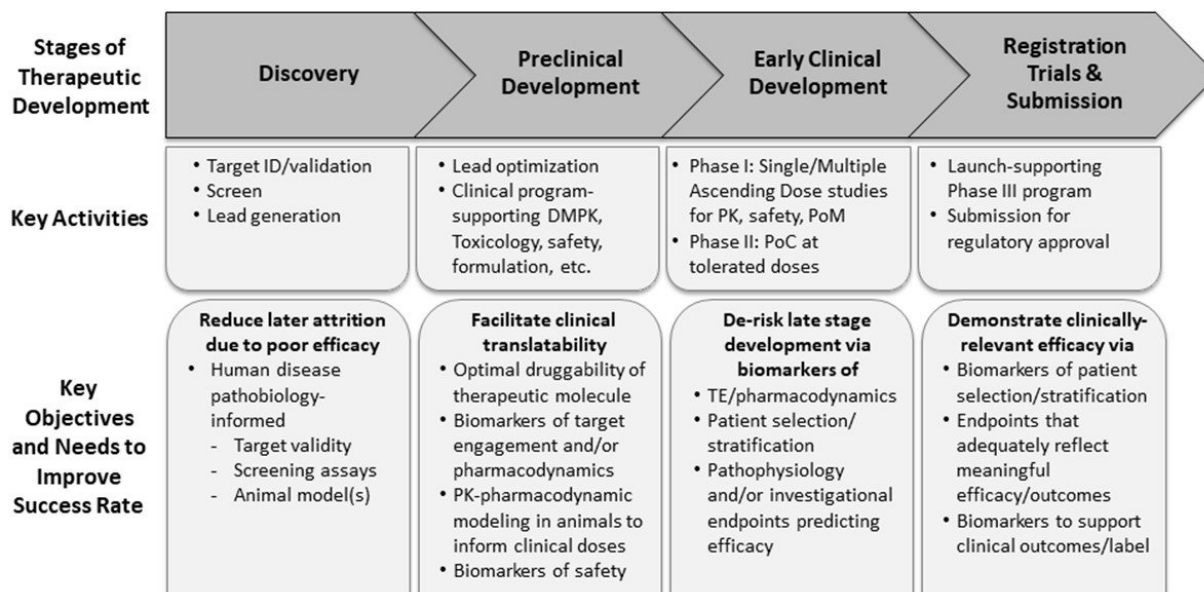 Stages of
Therapeutic
Development
Discovery
Preclinical
Development
Early Clinical
Development
Registration
Trials &
Submission
Key Activities
• Target ID/validation
• Screen
• Lead generation
• Lead optimization
• Clinical program-
supporting DMPK,
Toxicology, safety,
formulation, etc.
• Phase I: Single/Multiple
Ascending Dose studies
for PK, safety, PoM
• Phase II: PoC at
tolerated doses
• Launch-supporting
Phase III program
• Submission for
regulatory approval
Key
Objectives
and Needs to
Improve
Success Rate
Reduce later attrition
due to poor efficacy
• Human disease
pathobiology-
informed
- Target validity
- Screening assays
- Animal model(s)
Facilitate clinical
translatability
• Optimal druggability of
therapeutic molecule
• Biomarkers of target
engagement and/or
pharmacodynamics
• PK-pharmacodynamic
modeling in animals to
inform clinical doses
• Biomarkers of safety
De-risk late stage
development via
biomarkers of
• TE/pharmacodynamics
• Patient selection/
stratification
• Pathophysiology
and/or investigational
endpoints predicting
efficacy
Demonstrate clinically-
relevant efficacy via
• Biomarkers of patient
selection/stratification
• Endpoints that
adequately reflect
meaningful
efficacy/outcomes
• Biomarkers to support
clinical outcomes/label